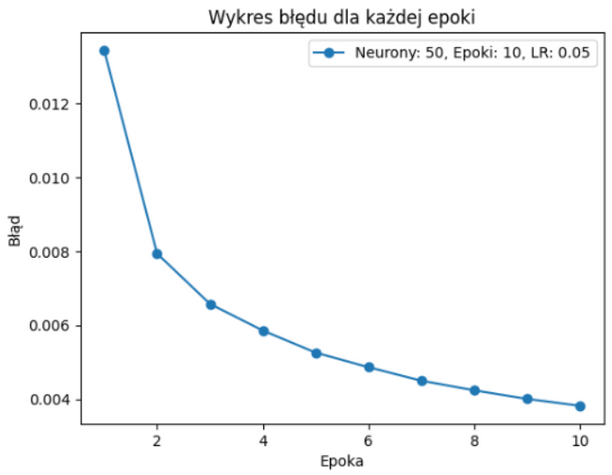 Wykres błędu dla każdej epoki
Neurony: 50, Epoki: 10, LR: 0.05
0.012
0.010
0.008
0.006
0.004
Błąd
2 4 6 8 10
Epoka